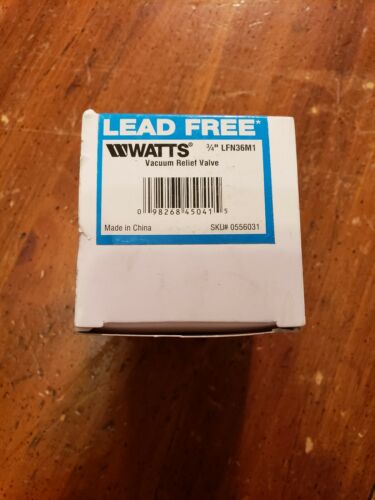 LEAD FREE*
WATTS® ¾" LFN36M1
Vacuum Relief Valve
0 98268 45041 5
Made in China SKU# 0556031